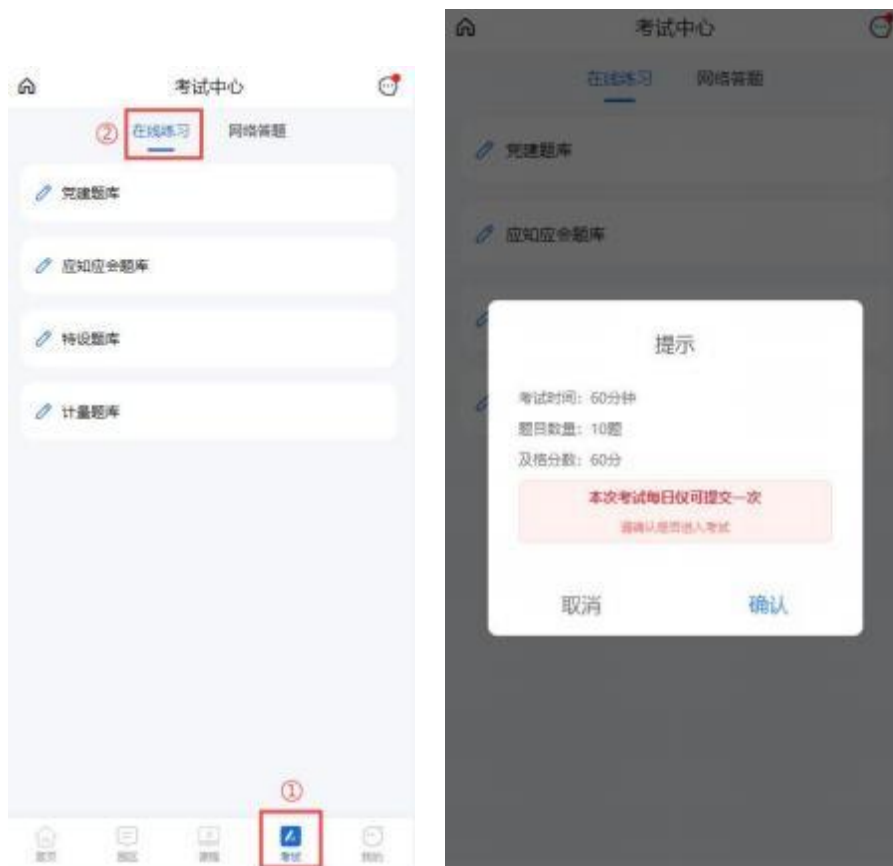 考试中心
② 在线练习 网络答题
党建题库
应知应会题库
特设题库
计量题库
①
首页 课程 考试 我的
考试中心
在线练习 网络答题
党建题库
应知应会题库
提示
考试时间：60分钟
题目数量：10题
及格分数：60分
本次考试每日仅可提交一次
请确认是否进入考试
取消 确认